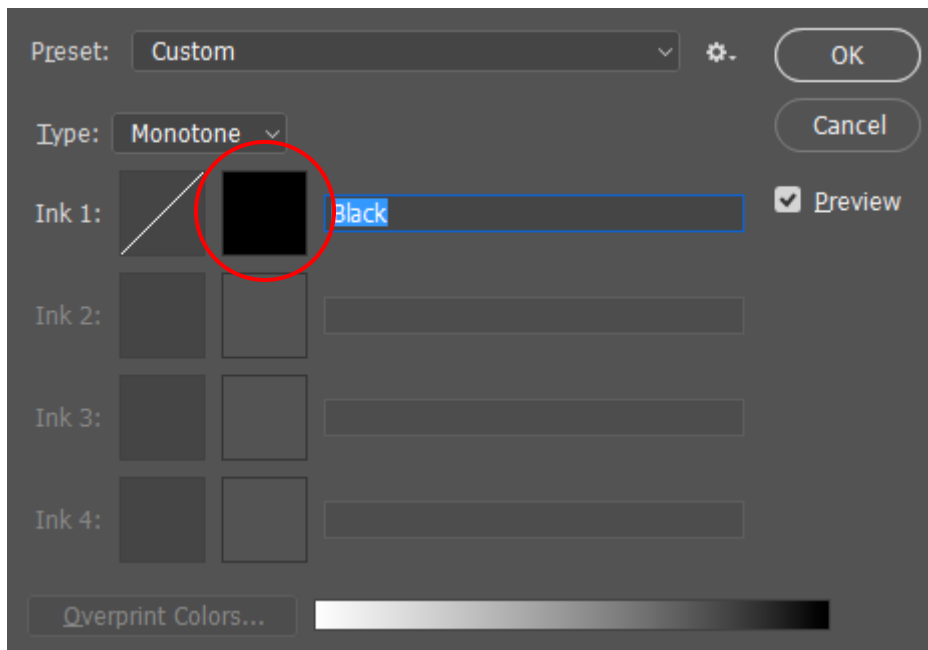 Preset: Custom OK
Type: Monotone Cancel
Ink 1: Black Preview
Ink 2:
Ink 3:
Ink 4:
Overprint Colors...